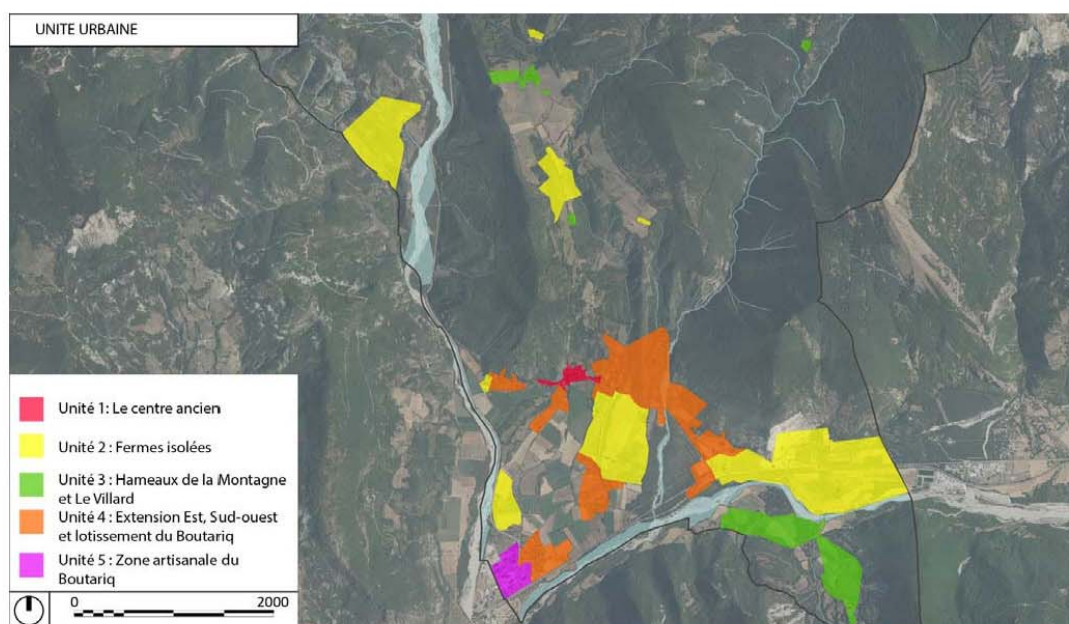 UNITE URBAINE
Unité 1: Le centre ancien
Unité 2 : Fermes isolées
Unité 3 : Hameaux de la Montagne
et Le Villard
Unité 4 : Extension Est, Sud-ouest
et lotissement du Boutariq
Unité 5 : Zone artisanale du
Boutariq
0 2000